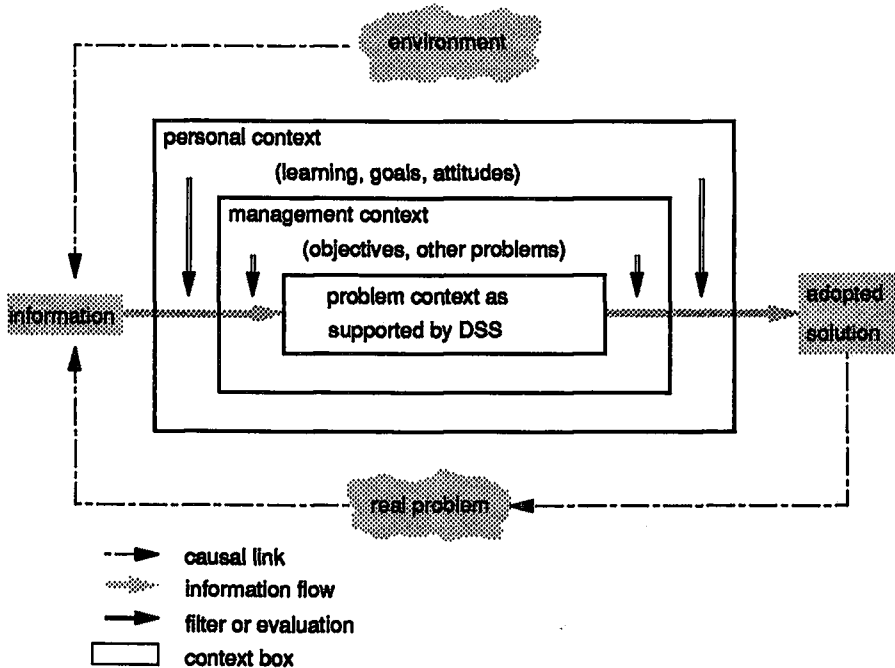 environment
personal context
(learning, goals, attitudes)
management context
(objectives, other problems)
problem context as
supported by DSS
information
adopted
solution
real problem
causal link
information flow
filter or evaluation
context box